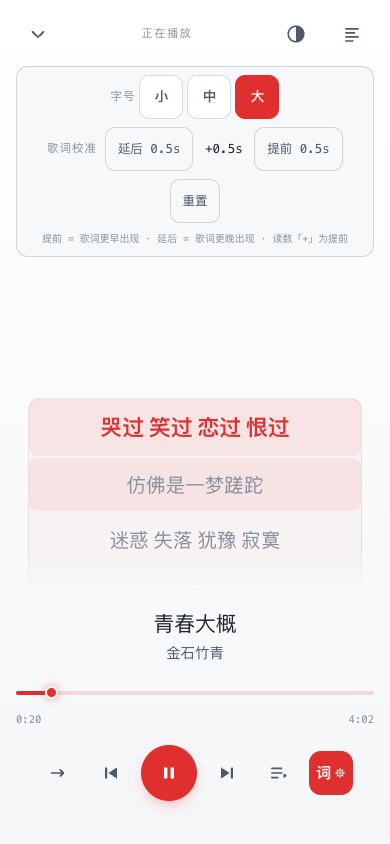 正在播放
字号 小 中 大
歌词校准 延后 0.5s +0.5s 提前 0.5s
重置
提前 = 歌词更早出现 · 延后 = 歌词更晚出现 · 读数「+」为提前
哭过 笑过 恋过 恨过
仿佛是一梦蹉跎
迷惑 失落 犹豫 寂寞
青春大概
金石竹青
0:20 4:02
词